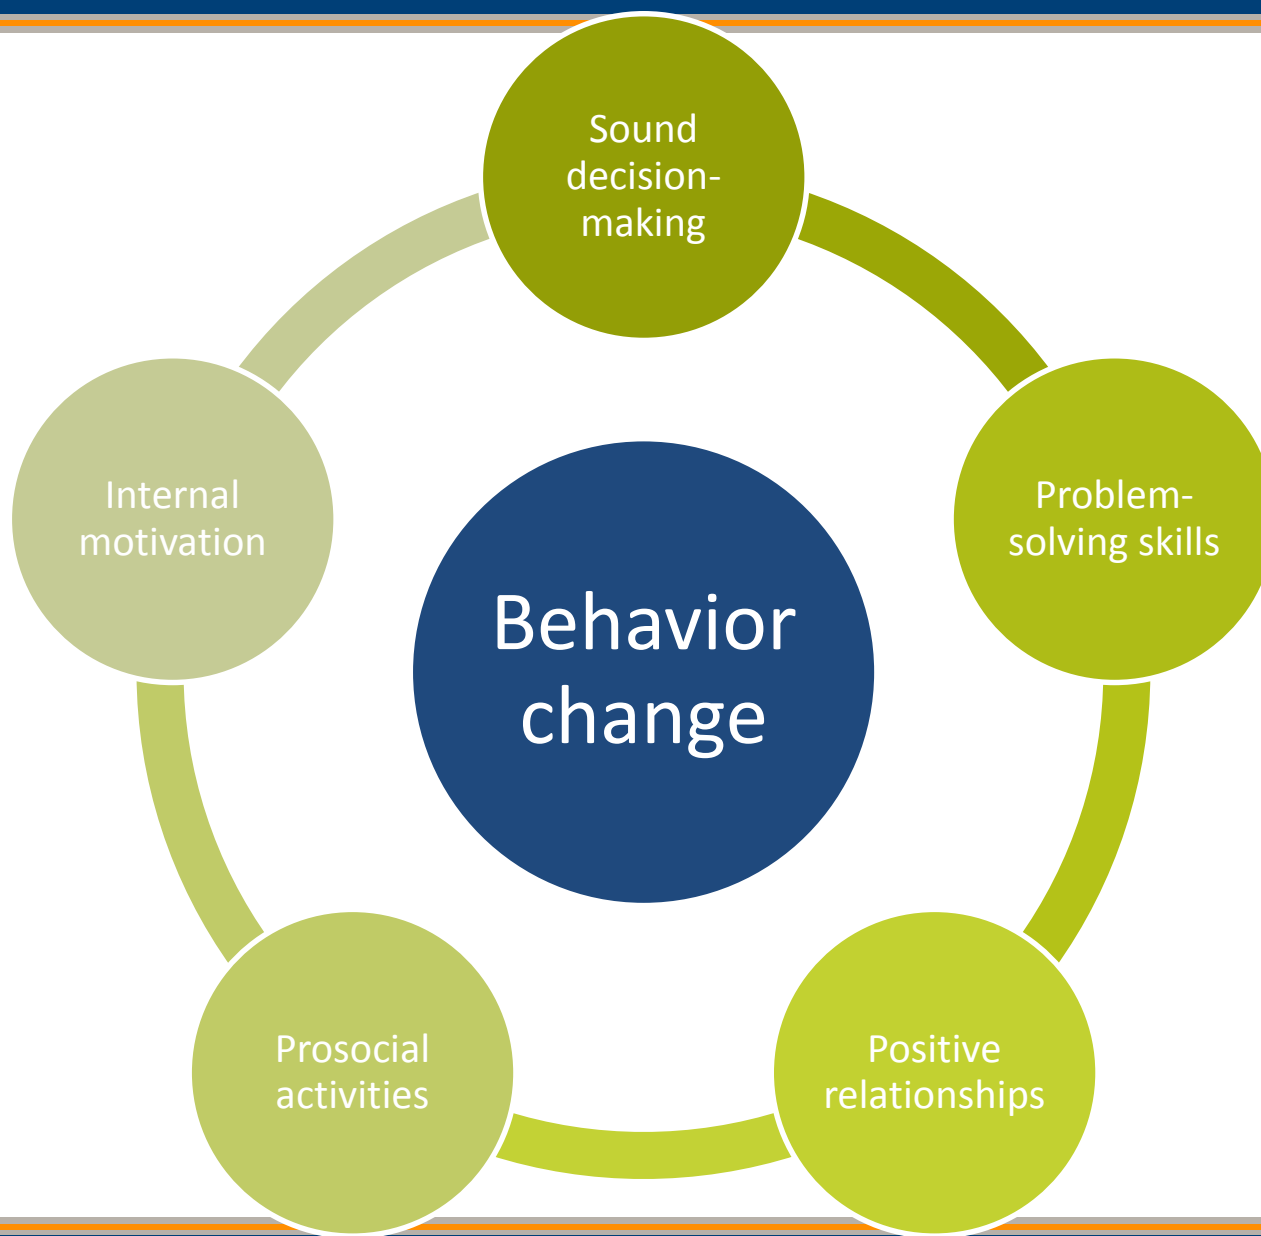 Sound
decision-
making
Problem-
solving skills
Positive
relationships
Prosocial
activities
Internal
motivation
Behavior
change